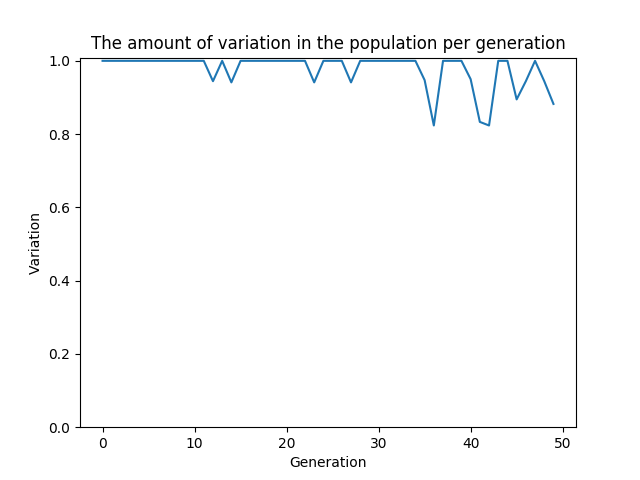 The amount of variation in the population per generation
1.0
0.8
0.6
0.4
0.2
0.0
Variation
0 10 20 30 40 50
Generation